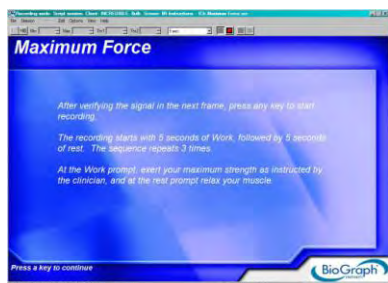 Maximum Force
After verifying the signal in the next frame, press any key to start
recording.
The recording starts with 5 seconds of Work, followed by 5 seconds
of rest. The sequence repeats 3 times.
At the Work prompt, exert your maximum strength as instructed by
the clinician, and at the rest prompt relax your muscle.
Press a key to continue
BioGraph